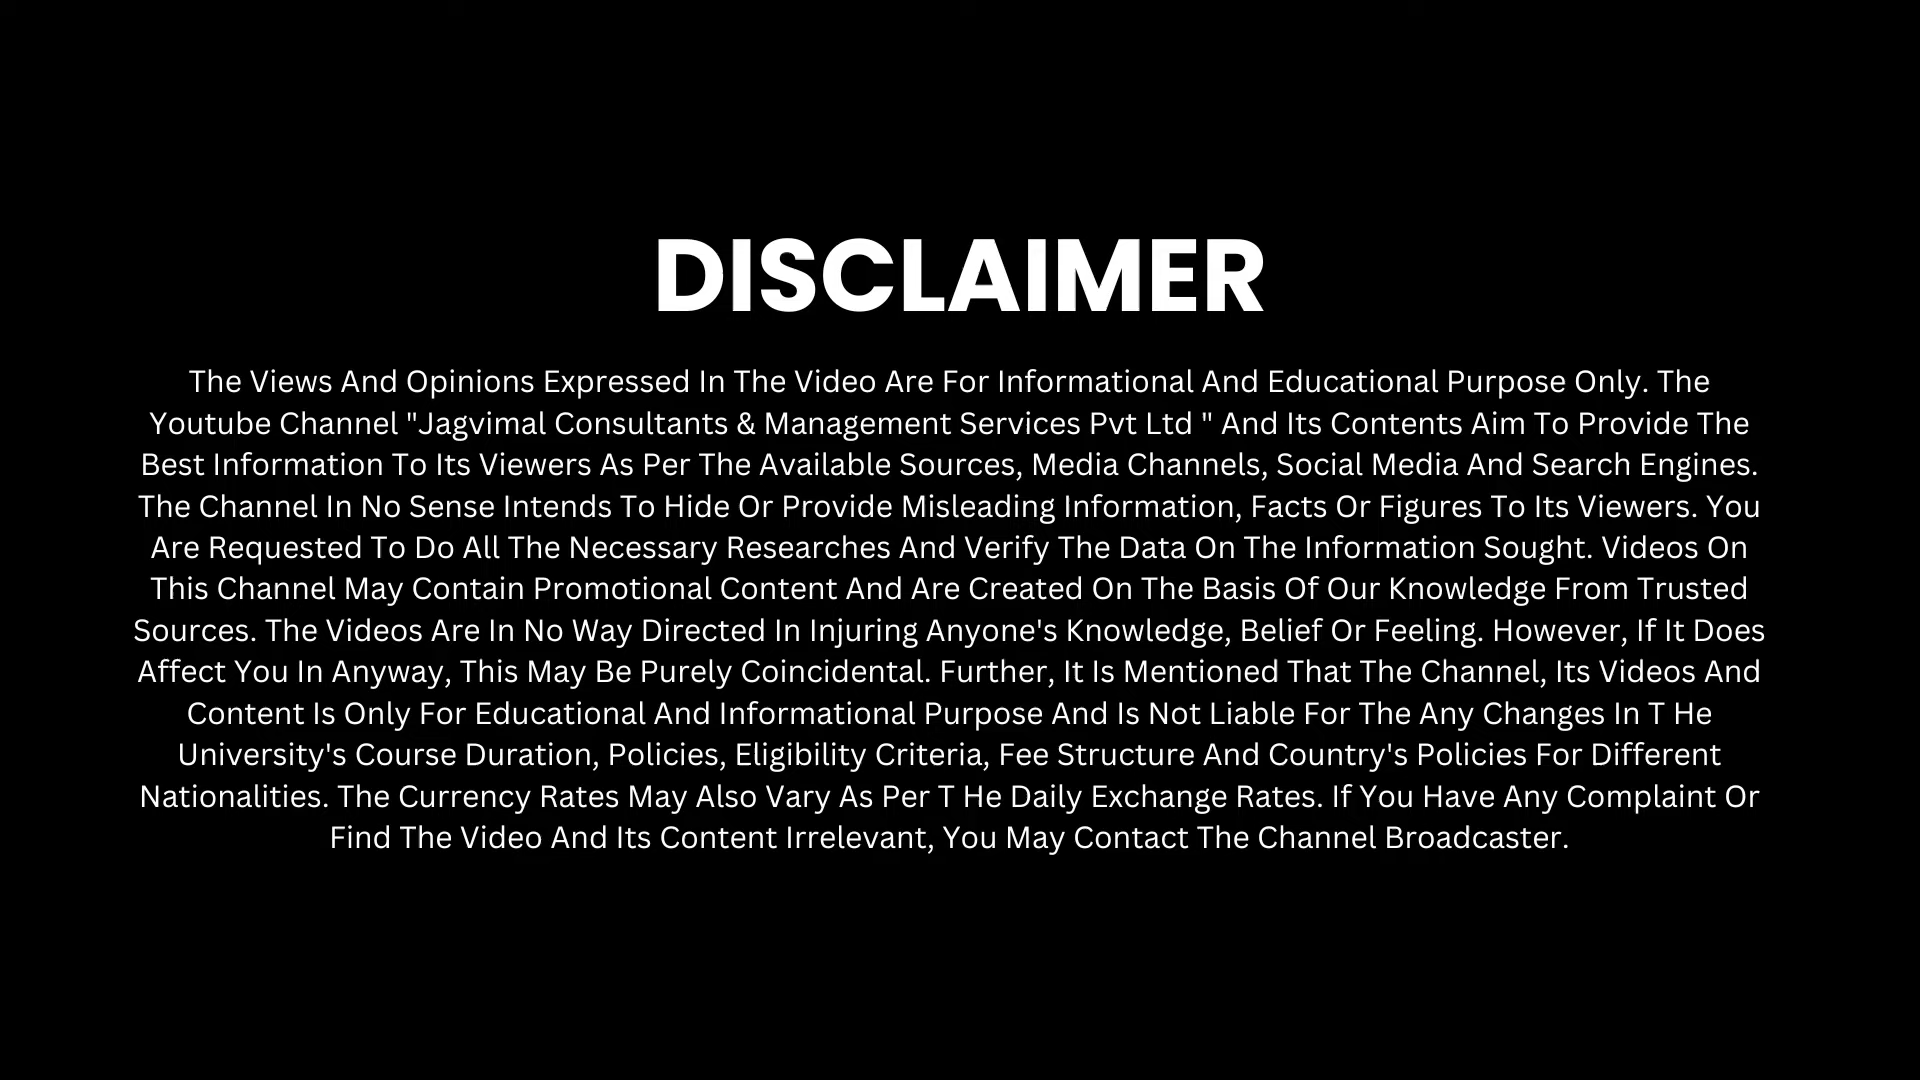 DISCLAIMER
The Views And Opinions Expressed In The Video Are For Informational And Educational Purpose Only. The
Youtube Channel "Jagvimal Consultants & Management Services Pvt Ltd " And Its Contents Aim To Provide The
Best Information To Its Viewers As Per The Available Sources, Media Channels, Social Media And Search Engines.
The Channel In No Sense Intends To Hide Or Provide Misleading Information, Facts Or Figures To Its Viewers. You
Are Requested To Do All The Necessary Researches And Verify The Data On The Information Sought. Videos On
This Channel May Contain Promotional Content And Are Created On The Basis Of Our Knowledge From Trusted
Sources. The Videos Are In No Way Directed In Injuring Anyone's Knowledge, Belief Or Feeling. However, If It Does
Affect You In Anyway, This May Be Purely Coincidental. Further, It Is Mentioned That The Channel, Its Videos And
Content Is Only For Educational And Informational Purpose And Is Not Liable For The Any Changes In T He
University's Course Duration, Policies, Eligibility Criteria, Fee Structure And Country's Policies For Different
Nationalities. The Currency Rates May Also Vary As Per T He Daily Exchange Rates. If You Have Any Complaint Or
Find The Video And Its Content Irrelevant, You May Contact The Channel Broadcaster.